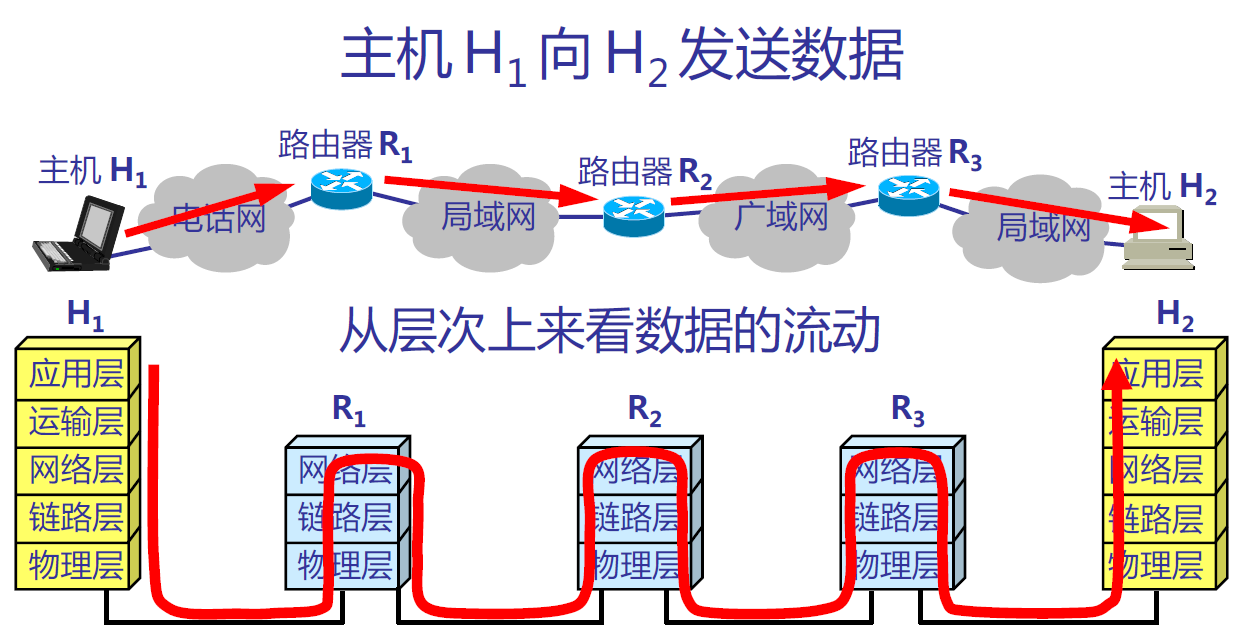 主机 H1 向 H2 发送数据
主机 H1
路由器 R1
路由器 R2
路由器 R3
主机 H2
电话网
局域网
广域网
局域网
从层次上来看数据的流动
H1
应用层
运输层
网络层
链路层
物理层
R1
网络层
链路层
物理层
R2
网络层
链路层
物理层
R3
网络层
链路层
物理层
H2
应用层
运输层
网络层
链路层
物理层